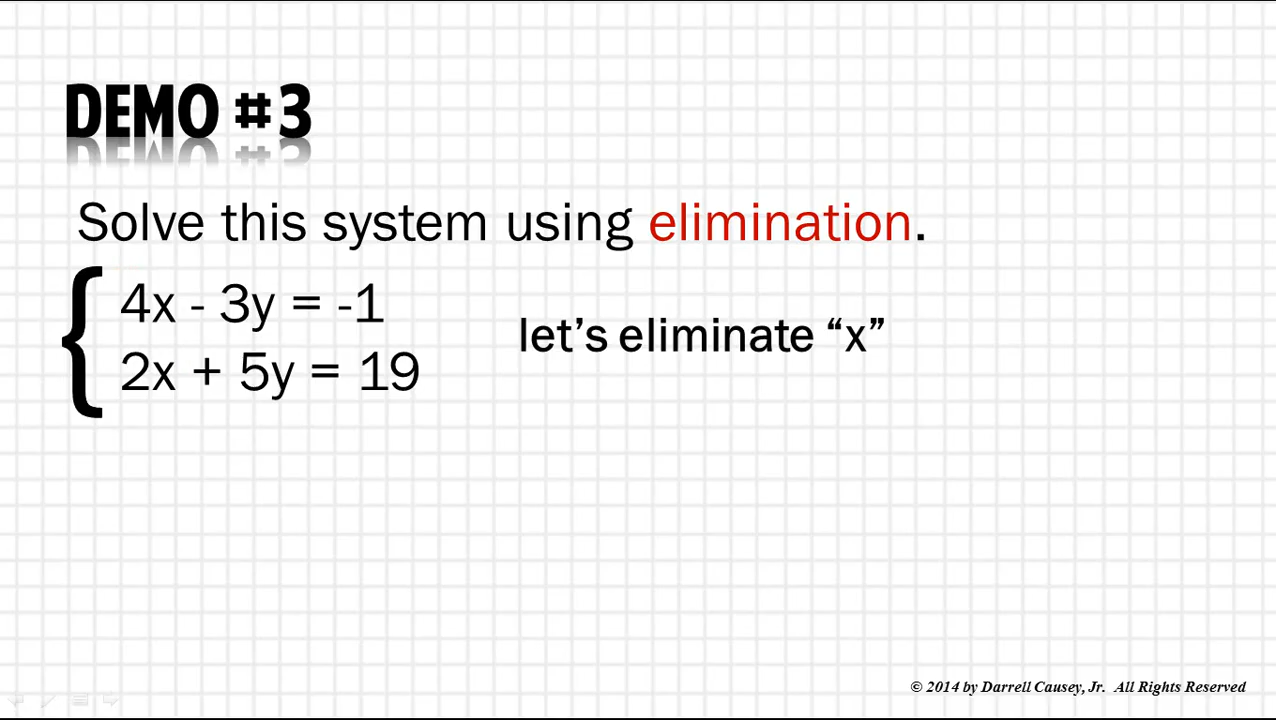 DEMO #3
Solve this system using elimination.
4x - 3y = -1
let’s eliminate “x”
2x + 5y = 19
© 2014 by Darrell Causey, Jr.  All Rights Reserved